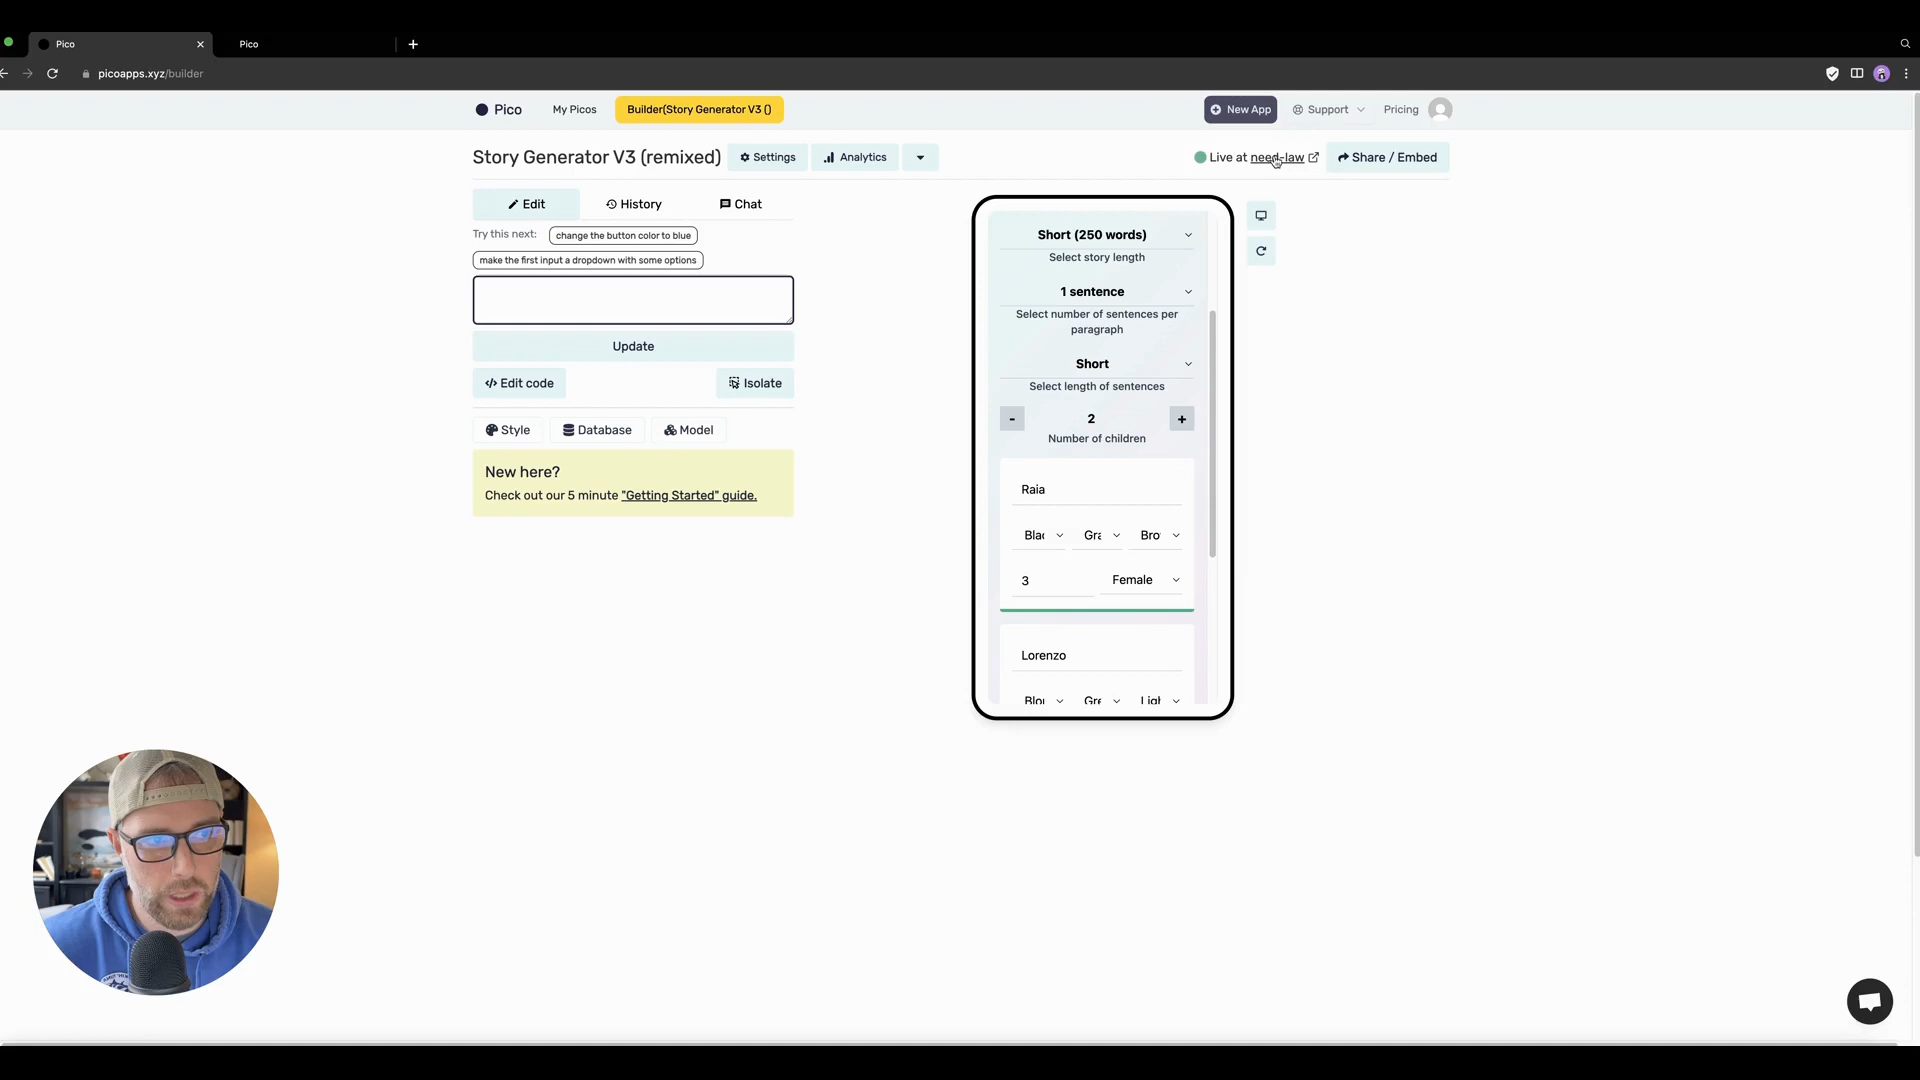 Pico
Pico
picoapps.xyz/builder
Pico
My Picos
Builder(Story Generator V3 ()
New App
Support
Pricing
Story Generator V3 (remixed)
Settings
Analytics
Live at need-law
Share / Embed
Edit
History
Chat
Try this next:
change the button color to blue
make the first input a dropdown with some options
Update
Edit code
Isolate
Style
Database
Model
New here?
Check out our 5 minute "Getting Started" guide.
Short (250 words)
Select story length
1 sentence
Select number of sentences per
paragraph
Short
Select length of sentences
-
2
+
Number of children
Raia
Bla
Gra
Bro
3
Female
Lorenzo
Blo
Gre
Ligh